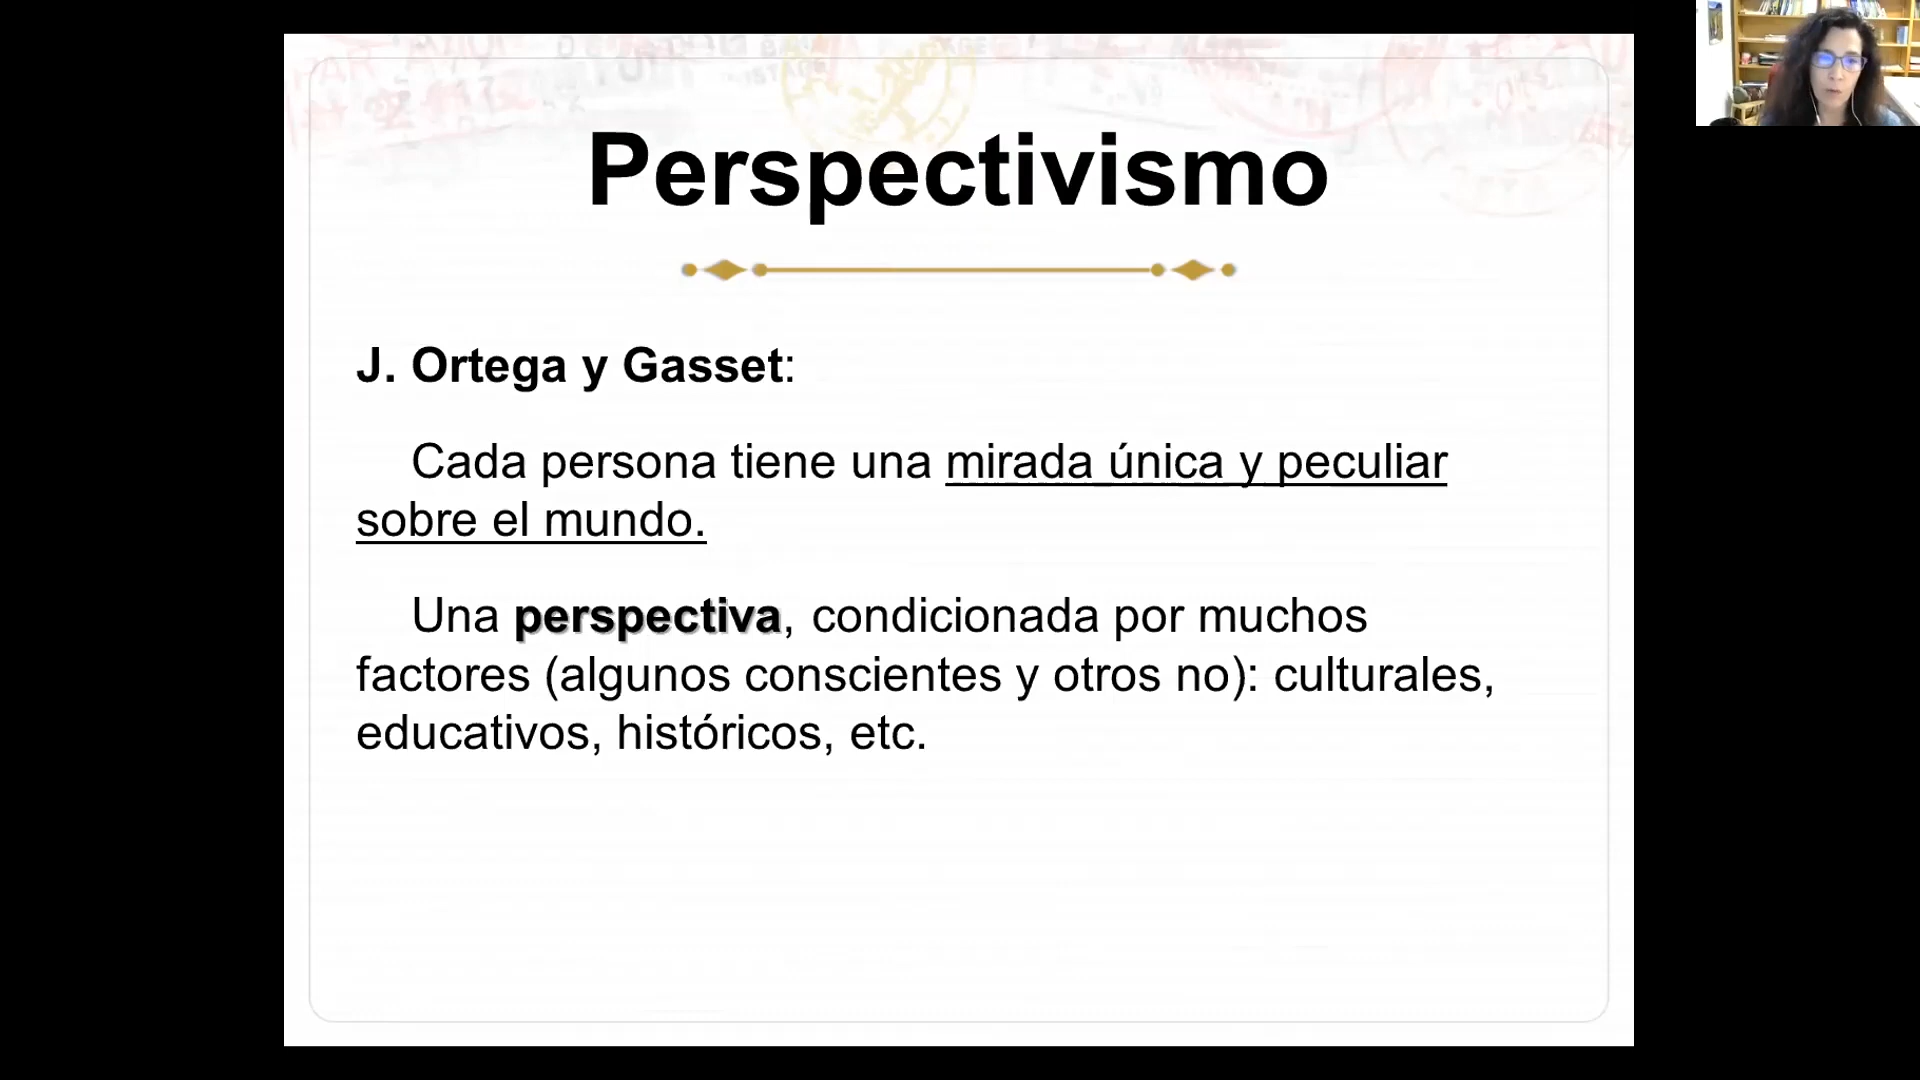 Perspectivismo
J. Ortega y Gasset:
Cada persona tiene una mirada única y peculiar
sobre el mundo.
Una perspectiva, condicionada por muchos
factores (algunos conscientes y otros no): culturales,
educativos, históricos, etc.